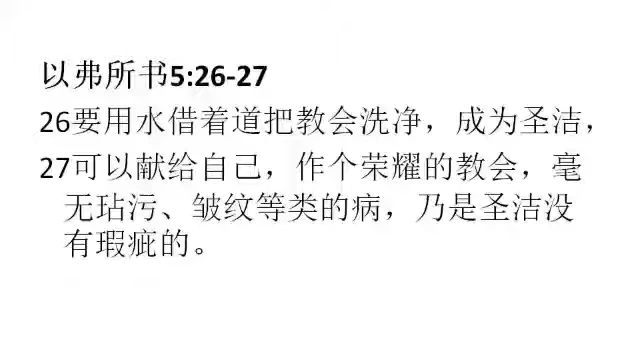 以弗所书5:26-27
26要用水借着道把教会洗净，成为圣洁，
27可以献给自己，作个荣耀的教会，毫
无玷污、皱纹等类的病，乃是圣洁没
有瑕疵的。